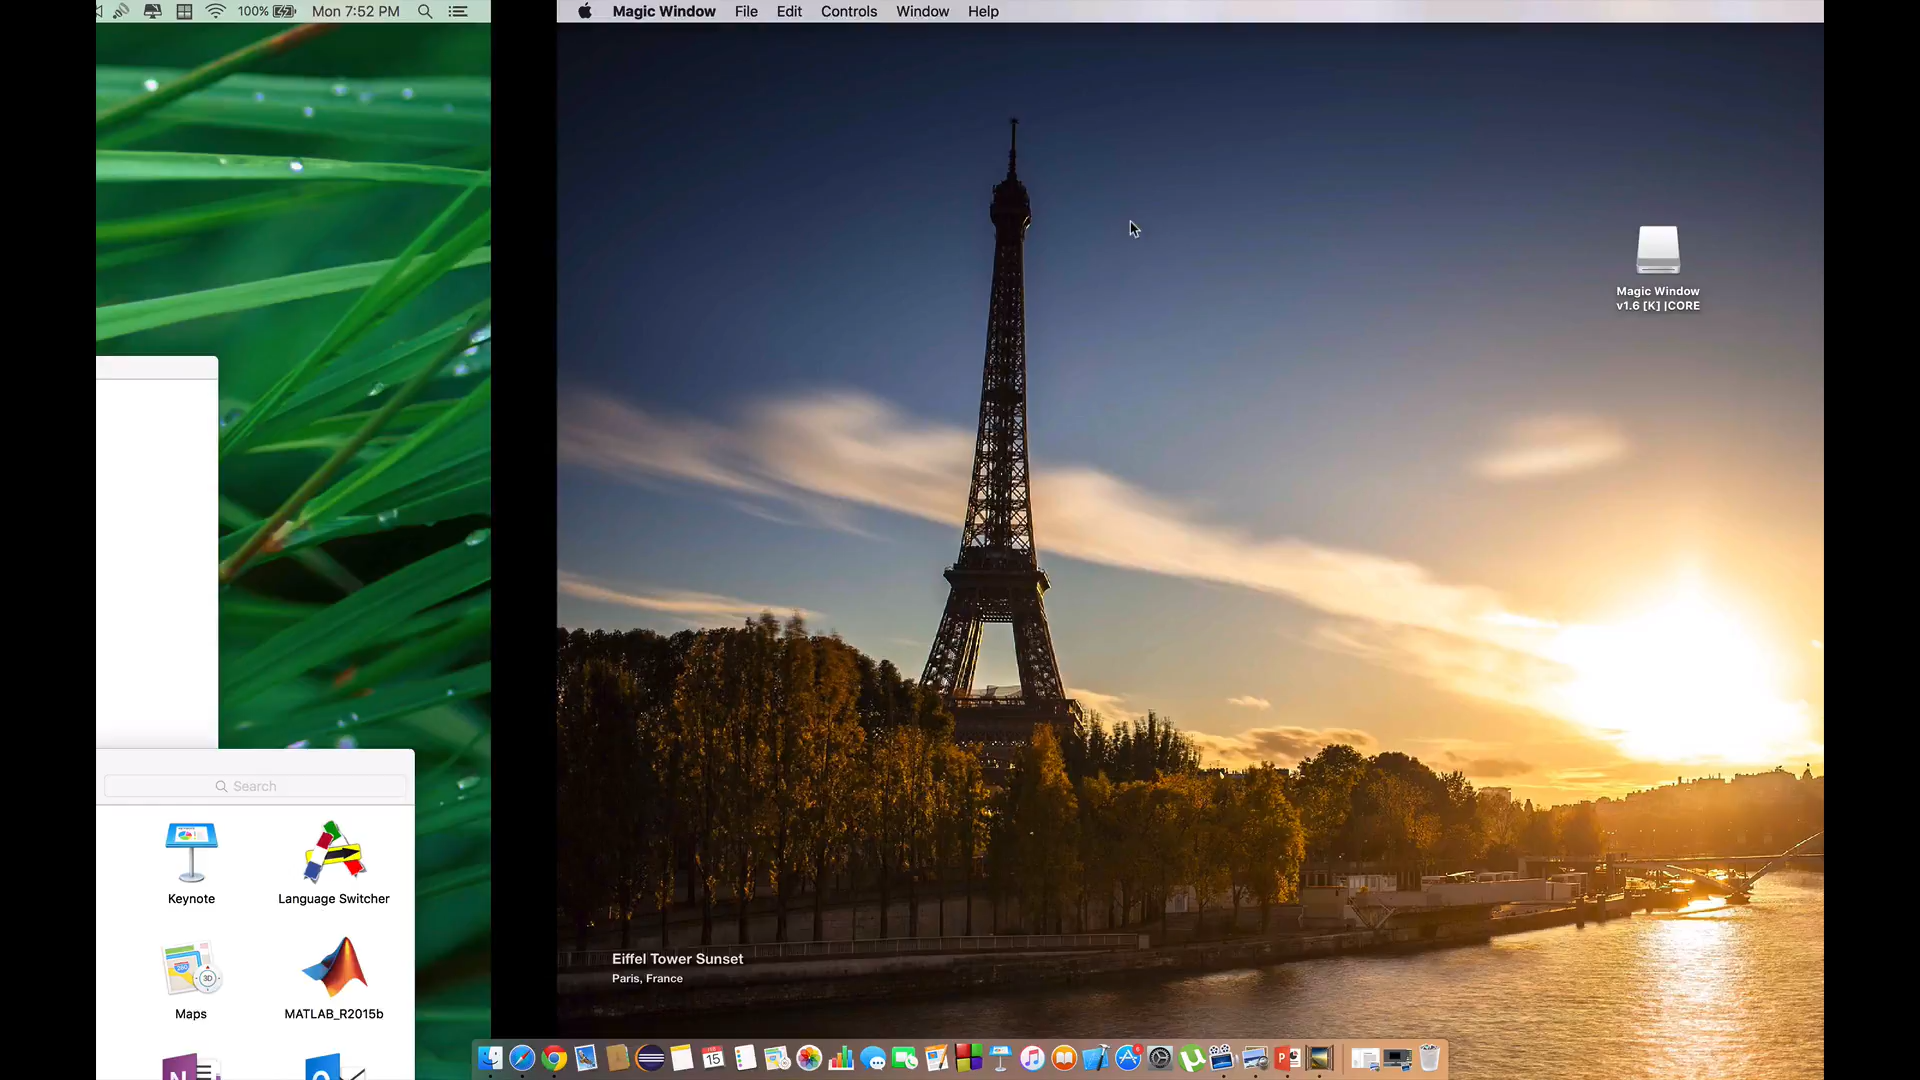 100%
Mon 7:52 PM
Magic Window File Edit Controls Window Help
Magic Window
v1.6 [K] |CORE
Search
Keynote
Language Switcher
Maps
MATLAB_R2015b
Eiffel Tower Sunset
Paris, France
15